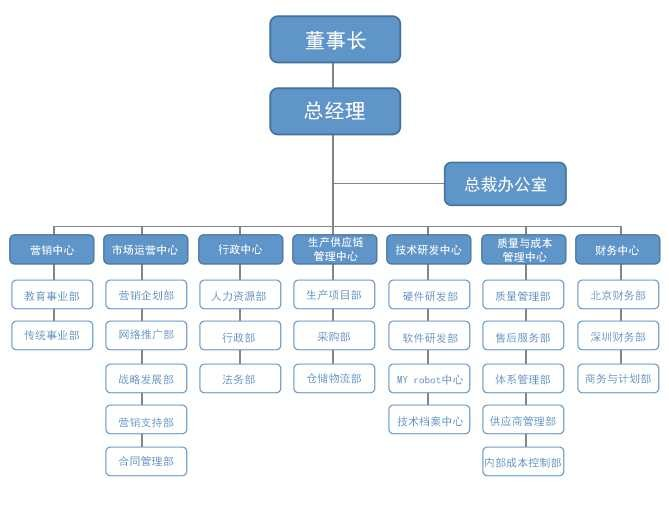 董事长
总经理
总裁办公室
营销中心
市场运营中心
行政中心
生产供应链
管理中心
技术研发中心
质量与成本
管理中心
财务中心
教育事业部
营销企划部
人力资源部
生产项目部
硬件研发部
质量管理部
北京财务部
传统事业部
网络推广部
行政部
采购部
软件研发部
售后服务部
深圳财务部
战略发展部
法务部
仓储物流部
MY robot中心
体系管理部
商务与计划部
营销支持部
技术档案中心
供应商管理部
合同管理部
内部成本控制部